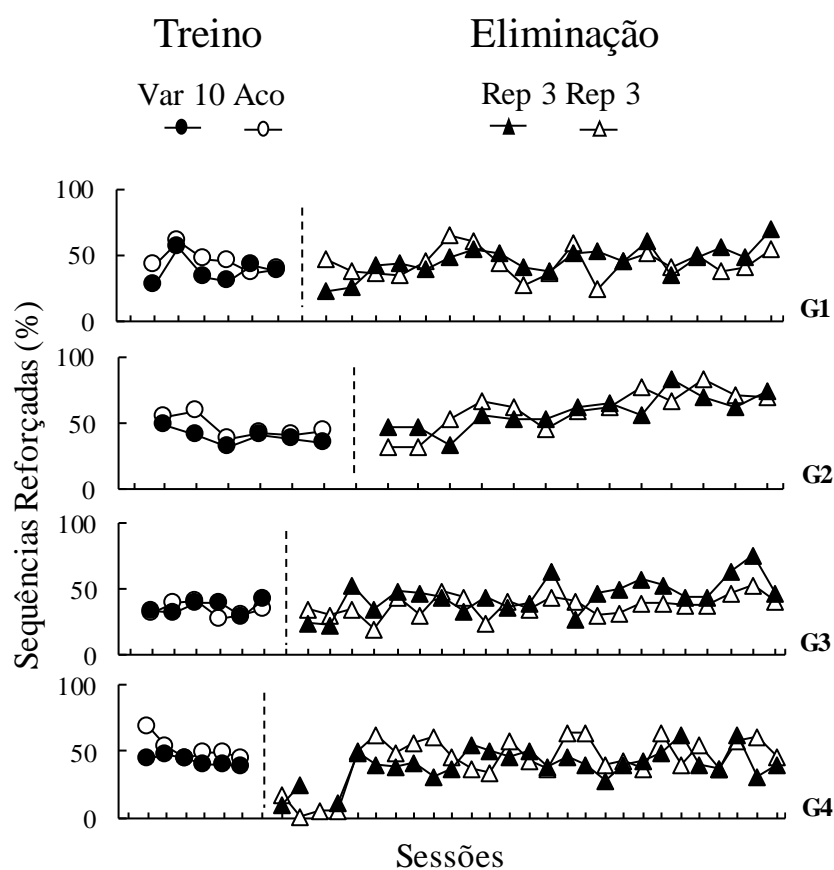 Treino Eliminação
Var 10 Aco Rep 3 Rep 3
100
50
0
G1
100
50
0
G2
100
50
0
G3
100
50
0
G4
Sequências Reforçadas (%)
Sessões